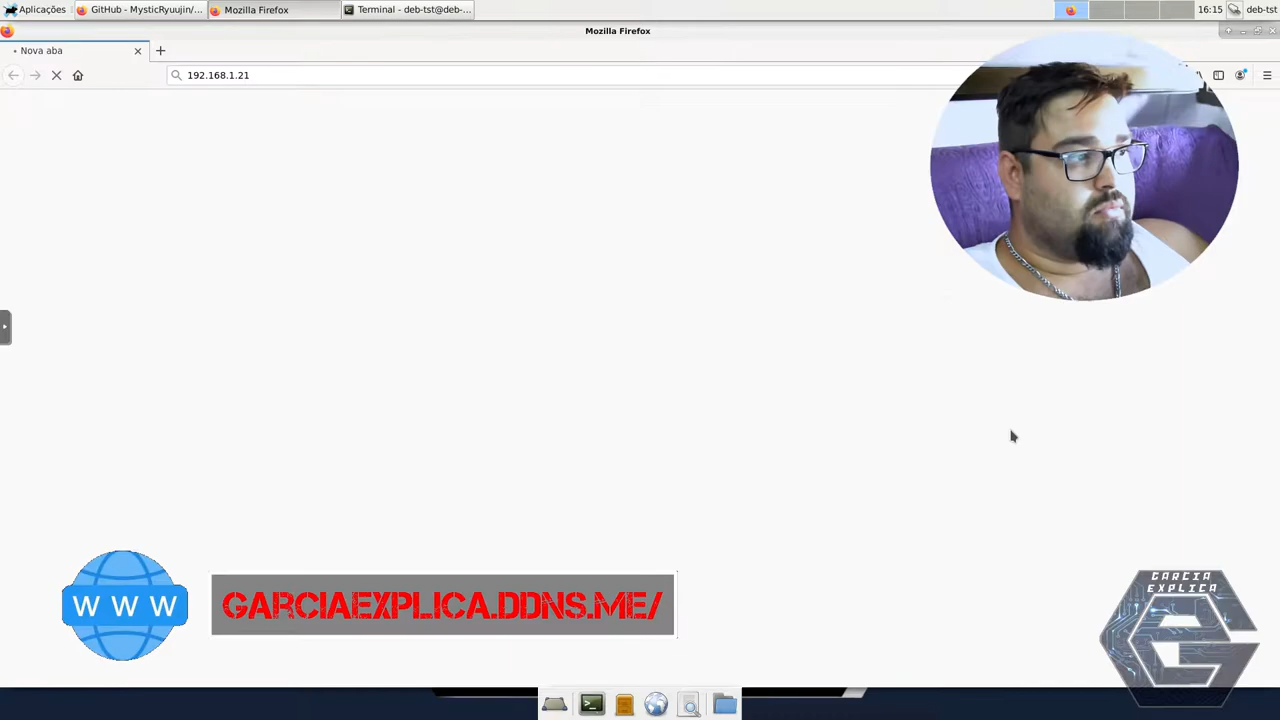 Aplicações
GitHub - MysticRyuujin/...
Mozilla Firefox
Terminal - deb-tst@deb-...
16:15
deb-tst
Mozilla Firefox
Nova aba
192.168.1.21
WWW
GARCIAEXPLICA.DDNS.ME/
GARCIA
EXPLICA